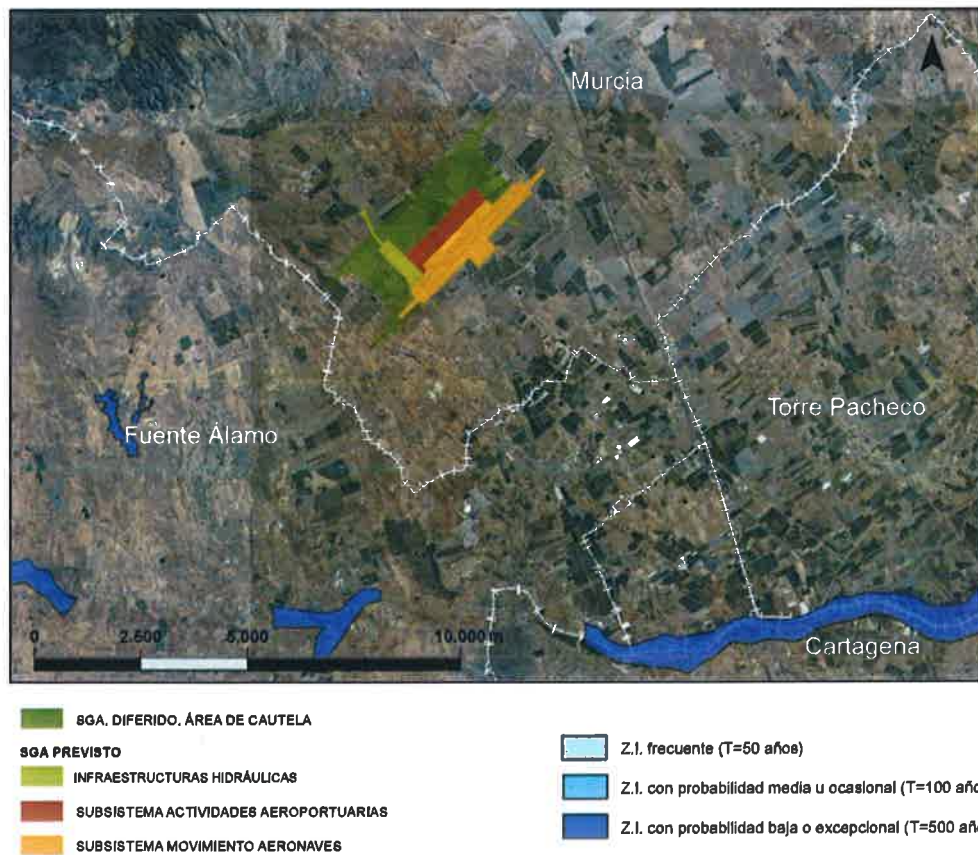 Murcia
Torre Pacheco
Fuente Álamo
Cartagena
0 2.500 5.000 10.000 m
SGA. DIFERIDO. ÁREA DE CAUTELA
SGA PREVISTO
INFRAESTRUCTURAS HIDRÁULICAS
SUBSISTEMA ACTIVIDADES AEROPORTUARIAS
SUBSISTEMA MOVIMIENTO AERONAVES
Z.I. frecuente (T=50 años)
Z.I. con probabilidad media u ocasional (T=100 año
Z.I. con probabilidad baja o excepcional (T=500 añ